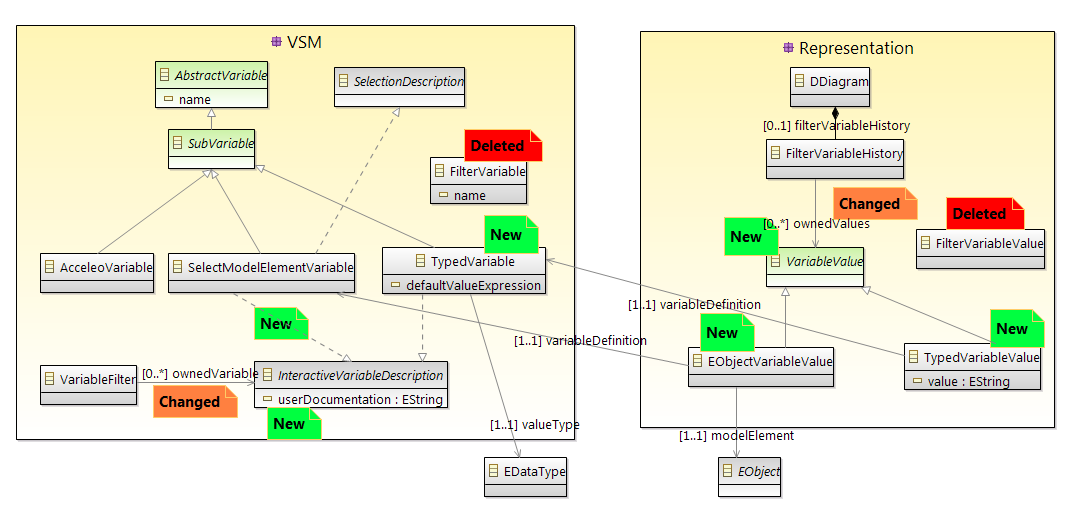 VSM
AbstractVariable
name
SelectionDescription
SubVariable
Deleted
FilterVariable
name
New
AcceleoVariable
SelectModelElementVariable
TypedVariable
defaultValueExpression
New
[1..1] variableDefinition
VariableFilter
[0..*] ownedVariable
Changed
InteractiveVariableDescription
userDocumentation : EString
New
[1..1] valueType
EDataType
Representation
DDiagram
[0..1] filterVariableHistory
FilterVariableHistory
Changed
Deleted
[0..*] ownedValues
New
FilterVariableValue
VariableValue
[1..1] variableDefinition
New
New
EObjectVariableValue
TypedVariableValue
value : EString
[1..1] modelElement
EObject